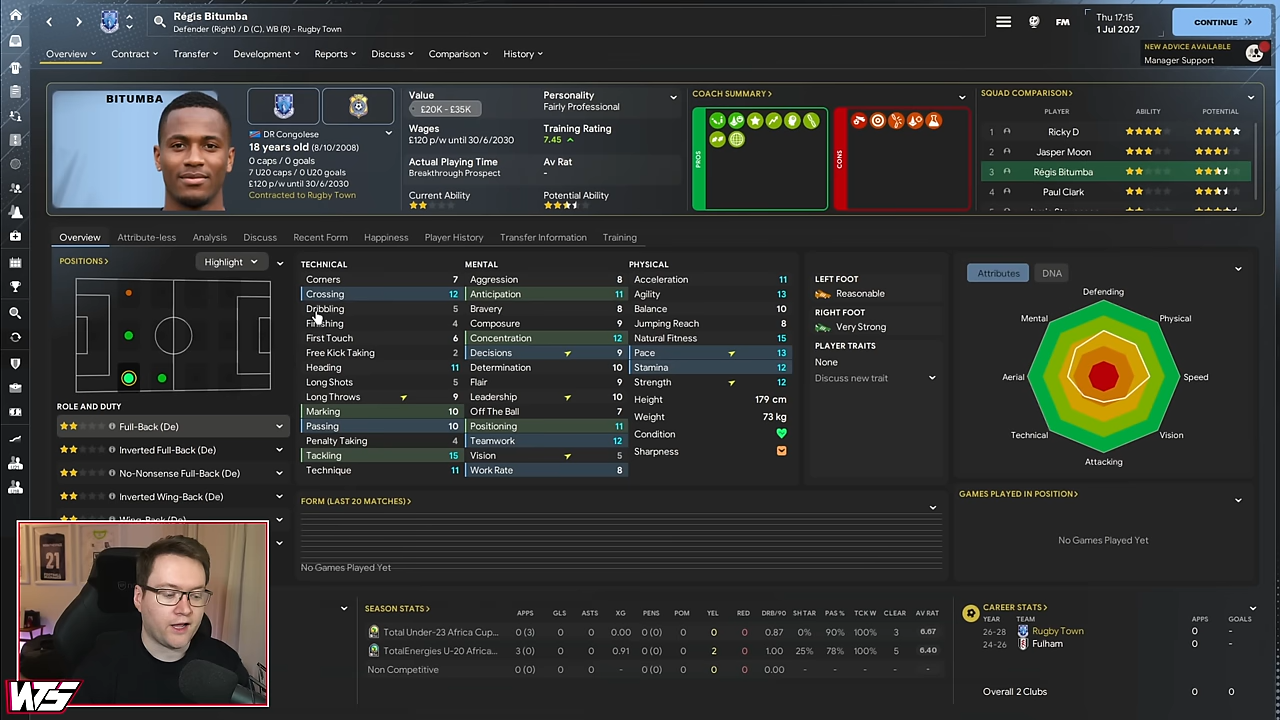 Régis Bitumba
Defender (Right) / D (C), WB (R) - Rugby Town
FM
Thu 17:15
1 Jul 2027
CONTINUE
Overview
Contract
Transfer
Development
Reports
Discuss
Comparison
History
NEW ADVICE AVAILABLE
Manager Support
BITUMBA
DR Congolese
18 years old (8/10/2008)
0 caps / 0 goals
7 U20 caps / 0 U20 goals
£120 p/w until 30/6/2030
Contracted to Rugby Town
Value
£20K - £35K
Wages
£120 p/w until 30/6/2030
Actual Playing Time
Breakthrough Prospect
Current Ability
Personality
Fairly Professional
Training Rating
7.45
Av Rat
-
Potential Ability
COACH SUMMARY >
PROS
CONS
SQUAD COMPARISON >
PLAYER ABILITY POTENTIAL
1 Ricky D
2 Jasper Moon
3 Régis Bitumba
4 Paul Clark
Overview
Attribute-less
Analysis
Discuss
Recent Form
Happiness
Player History
Transfer Information
Training
POSITIONS >
Highlight
ROLE AND DUTY
Full-Back (De)
Inverted Full-Back (De)
No-Nonsense Full-Back (De)
Inverted Wing-Back (De)
Wing-Back (De)
TECHNICAL
Corners 7
Crossing 12
Dribbling 5
Finishing 4
First Touch 6
Free Kick Taking 2
Heading 11
Long Shots 5
Long Throws 9
Marking 10
Passing 10
Penalty Taking 4
Tackling 15
Technique 11
MENTAL
Aggression 8
Anticipation 11
Bravery 8
Composure 9
Concentration 12
Decisions 9
Determination 10
Flair 9
Leadership 10
Off The Ball 7
Positioning 11
Teamwork 12
Vision 5
Work Rate 8
PHYSICAL
Acceleration 11
Agility 13
Balance 10
Jumping Reach 8
Natural Fitness 15
Pace 13
Stamina 12
Strength 12
Height 179 cm
Weight 73 kg
Condition
Sharpness
LEFT FOOT
Reasonable
RIGHT FOOT
Very Strong
PLAYER TRAITS
None
Discuss new trait
Attributes
DNA
Defending
Physical
Speed
Vision
Attacking
Technical
Aerial
Mental
FORM (LAST 20 MATCHES) >
No Games Played Yet
GAMES PLAYED IN POSITION >
No Games Played Yet
21
SEASON STATS > APPS GLS ASTS XG PENS POM YEL RED DRB/90 SH TAR PAS % TCK W CLEAR AV RAT
Total Under-23 Africa Cup... 0 (3) 0 0 0.00 0 (0) 0 0 0 0.87 0% 90% 100% 3 6.67
TotalEnergies U-20 Africa... 3 (0) 0 0 0.91 0 (0) 0 2 0 1.00 25% 78% 100% 5 6.40
Non Competitive 0 (0) 0 0 - 0 (0) 0 0 0 0.00 - - - - -
CAREER STATS >
YEAR TEAM APPS GOALS
26-28 Rugby Town 0 -
24-26 Fulham 0 -
Overall 2 Clubs 0 0
WTS